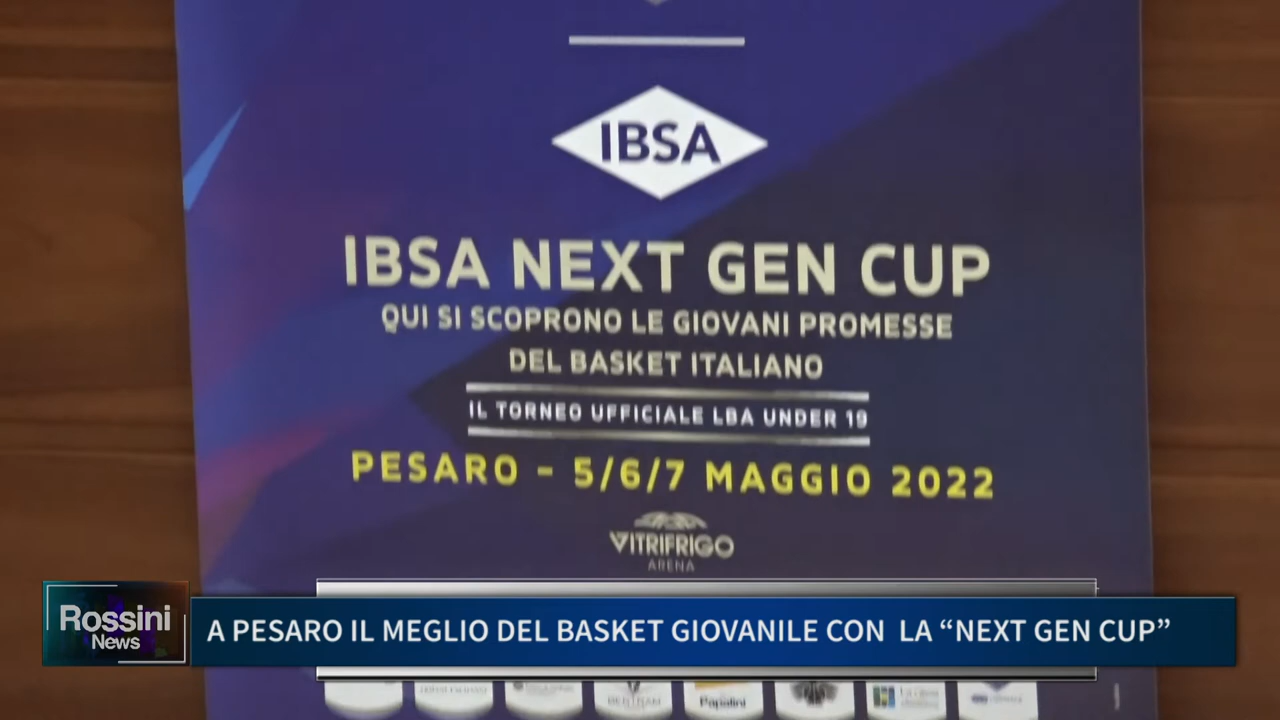 IBSA
IBSA NEXT GEN CUP
QUI SI SCOPRONO LE GIOVANI PROMESSE
DEL BASKET ITALIANO
IL TORNEO UFFICIALE LBA UNDER 19
PESARO – 5/6/7 MAGGIO 2022
VITRIFRIGO
ARENA
Rossini
News
A PESARO IL MEGLIO DEL BASKET GIOVANILE CON LA “NEXT GEN CUP”
BERTRAM
Papalini